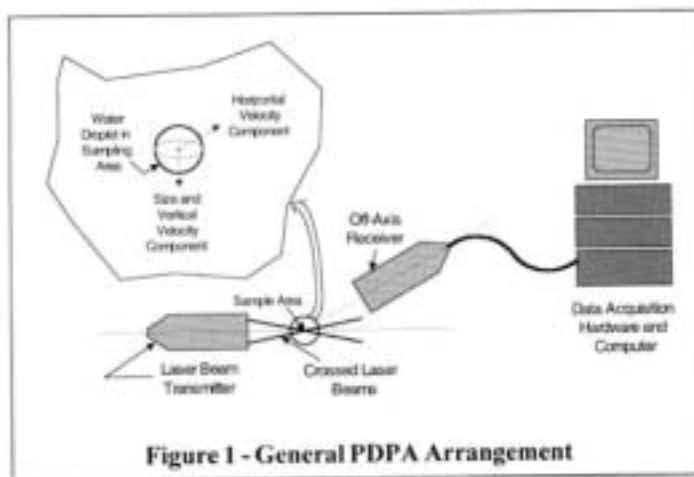 Water
Droplet in
Sampling
Area
Horizontal
Velocity
Component
Size and
Vertical
Velocity
Component
Off-Axis
Receiver
Sample Area
Laser Beam
Transmitter
Crossed Laser
Beams
Data Acquisition
Hardware and
Computer
Figure 1 - General PDPA Arrangement